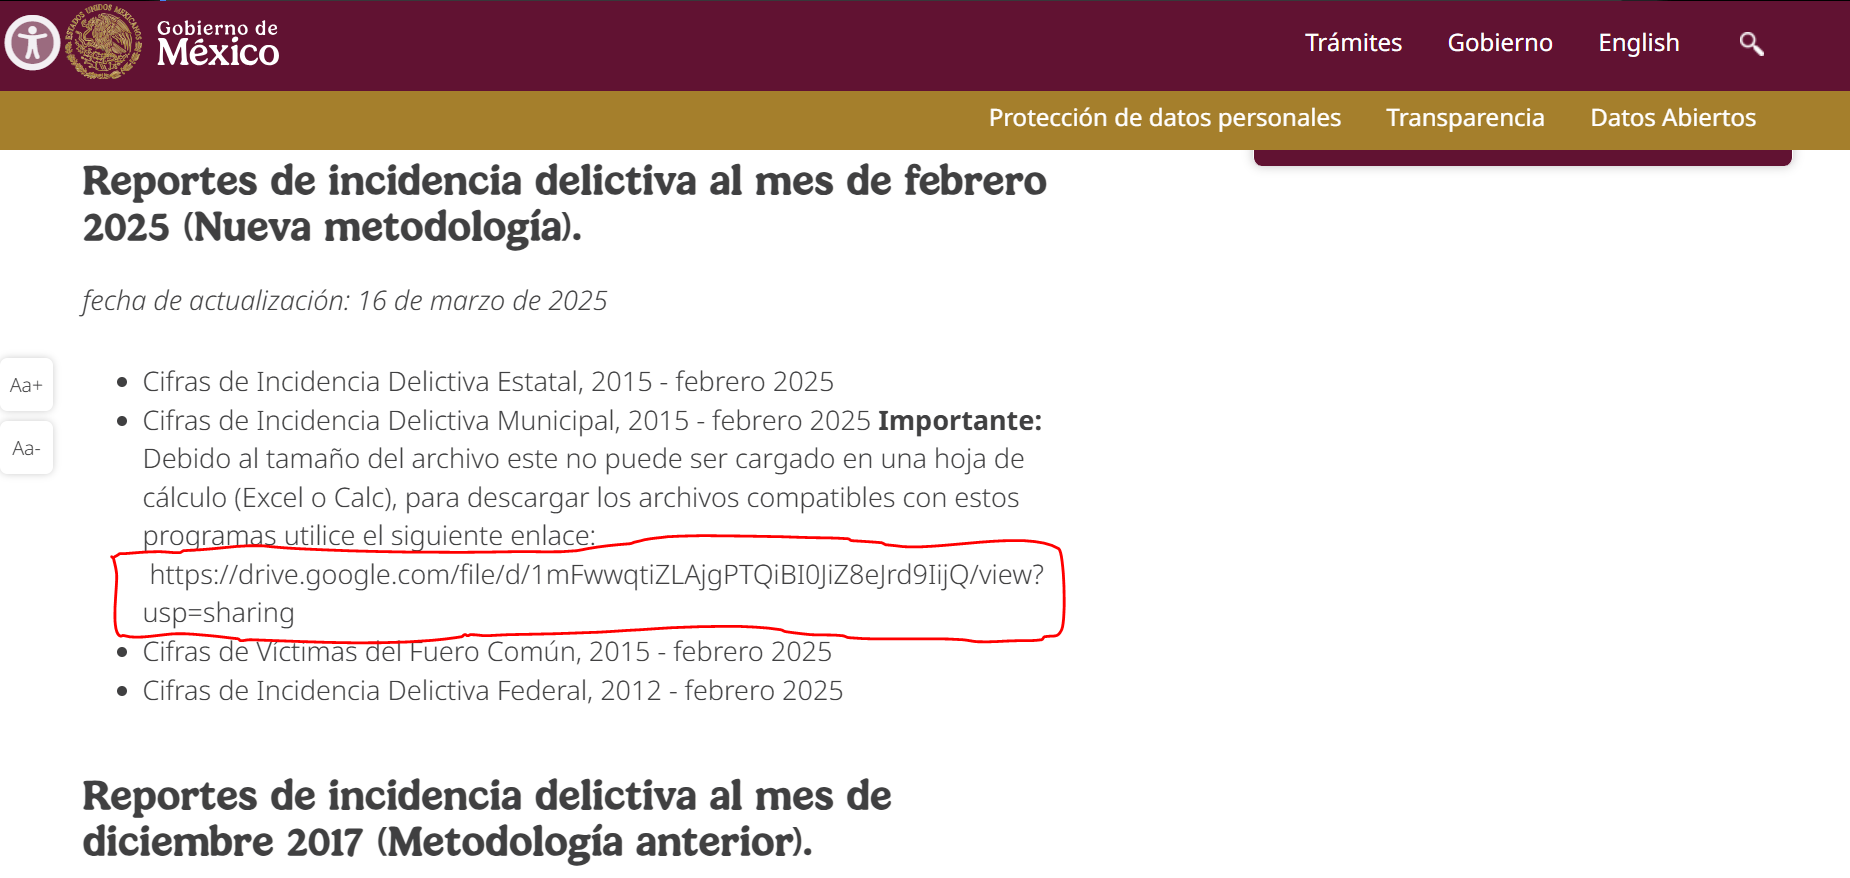 Gobierno de
México
Trámites
Gobierno
English
Protección de datos personales
Transparencia
Datos Abiertos
Reportes de incidencia delictiva al mes de febrero
2025 (Nueva metodología).
fecha de actualización: 16 de marzo de 2025
Aa+
Aa-
Cifras de Incidencia Delictiva Estatal, 2015 - febrero 2025
Cifras de Incidencia Delictiva Municipal, 2015 - febrero 2025 Importante:
Debido al tamaño del archivo este no puede ser cargado en una hoja de
cálculo (Excel o Calc), para descargar los archivos compatibles con estos
programas utilice el siguiente enlace:
https://drive.google.com/file/d/1mFwwqtiZLAjgPTQiBI0JiZ8eJrd9IijQ/view?
usp=sharing
Cifras de Víctimas del Fuero Común, 2015 - febrero 2025
Cifras de Incidencia Delictiva Federal, 2012 - febrero 2025
Reportes de incidencia delictiva al mes de
diciembre 2017 (Metodología anterior).